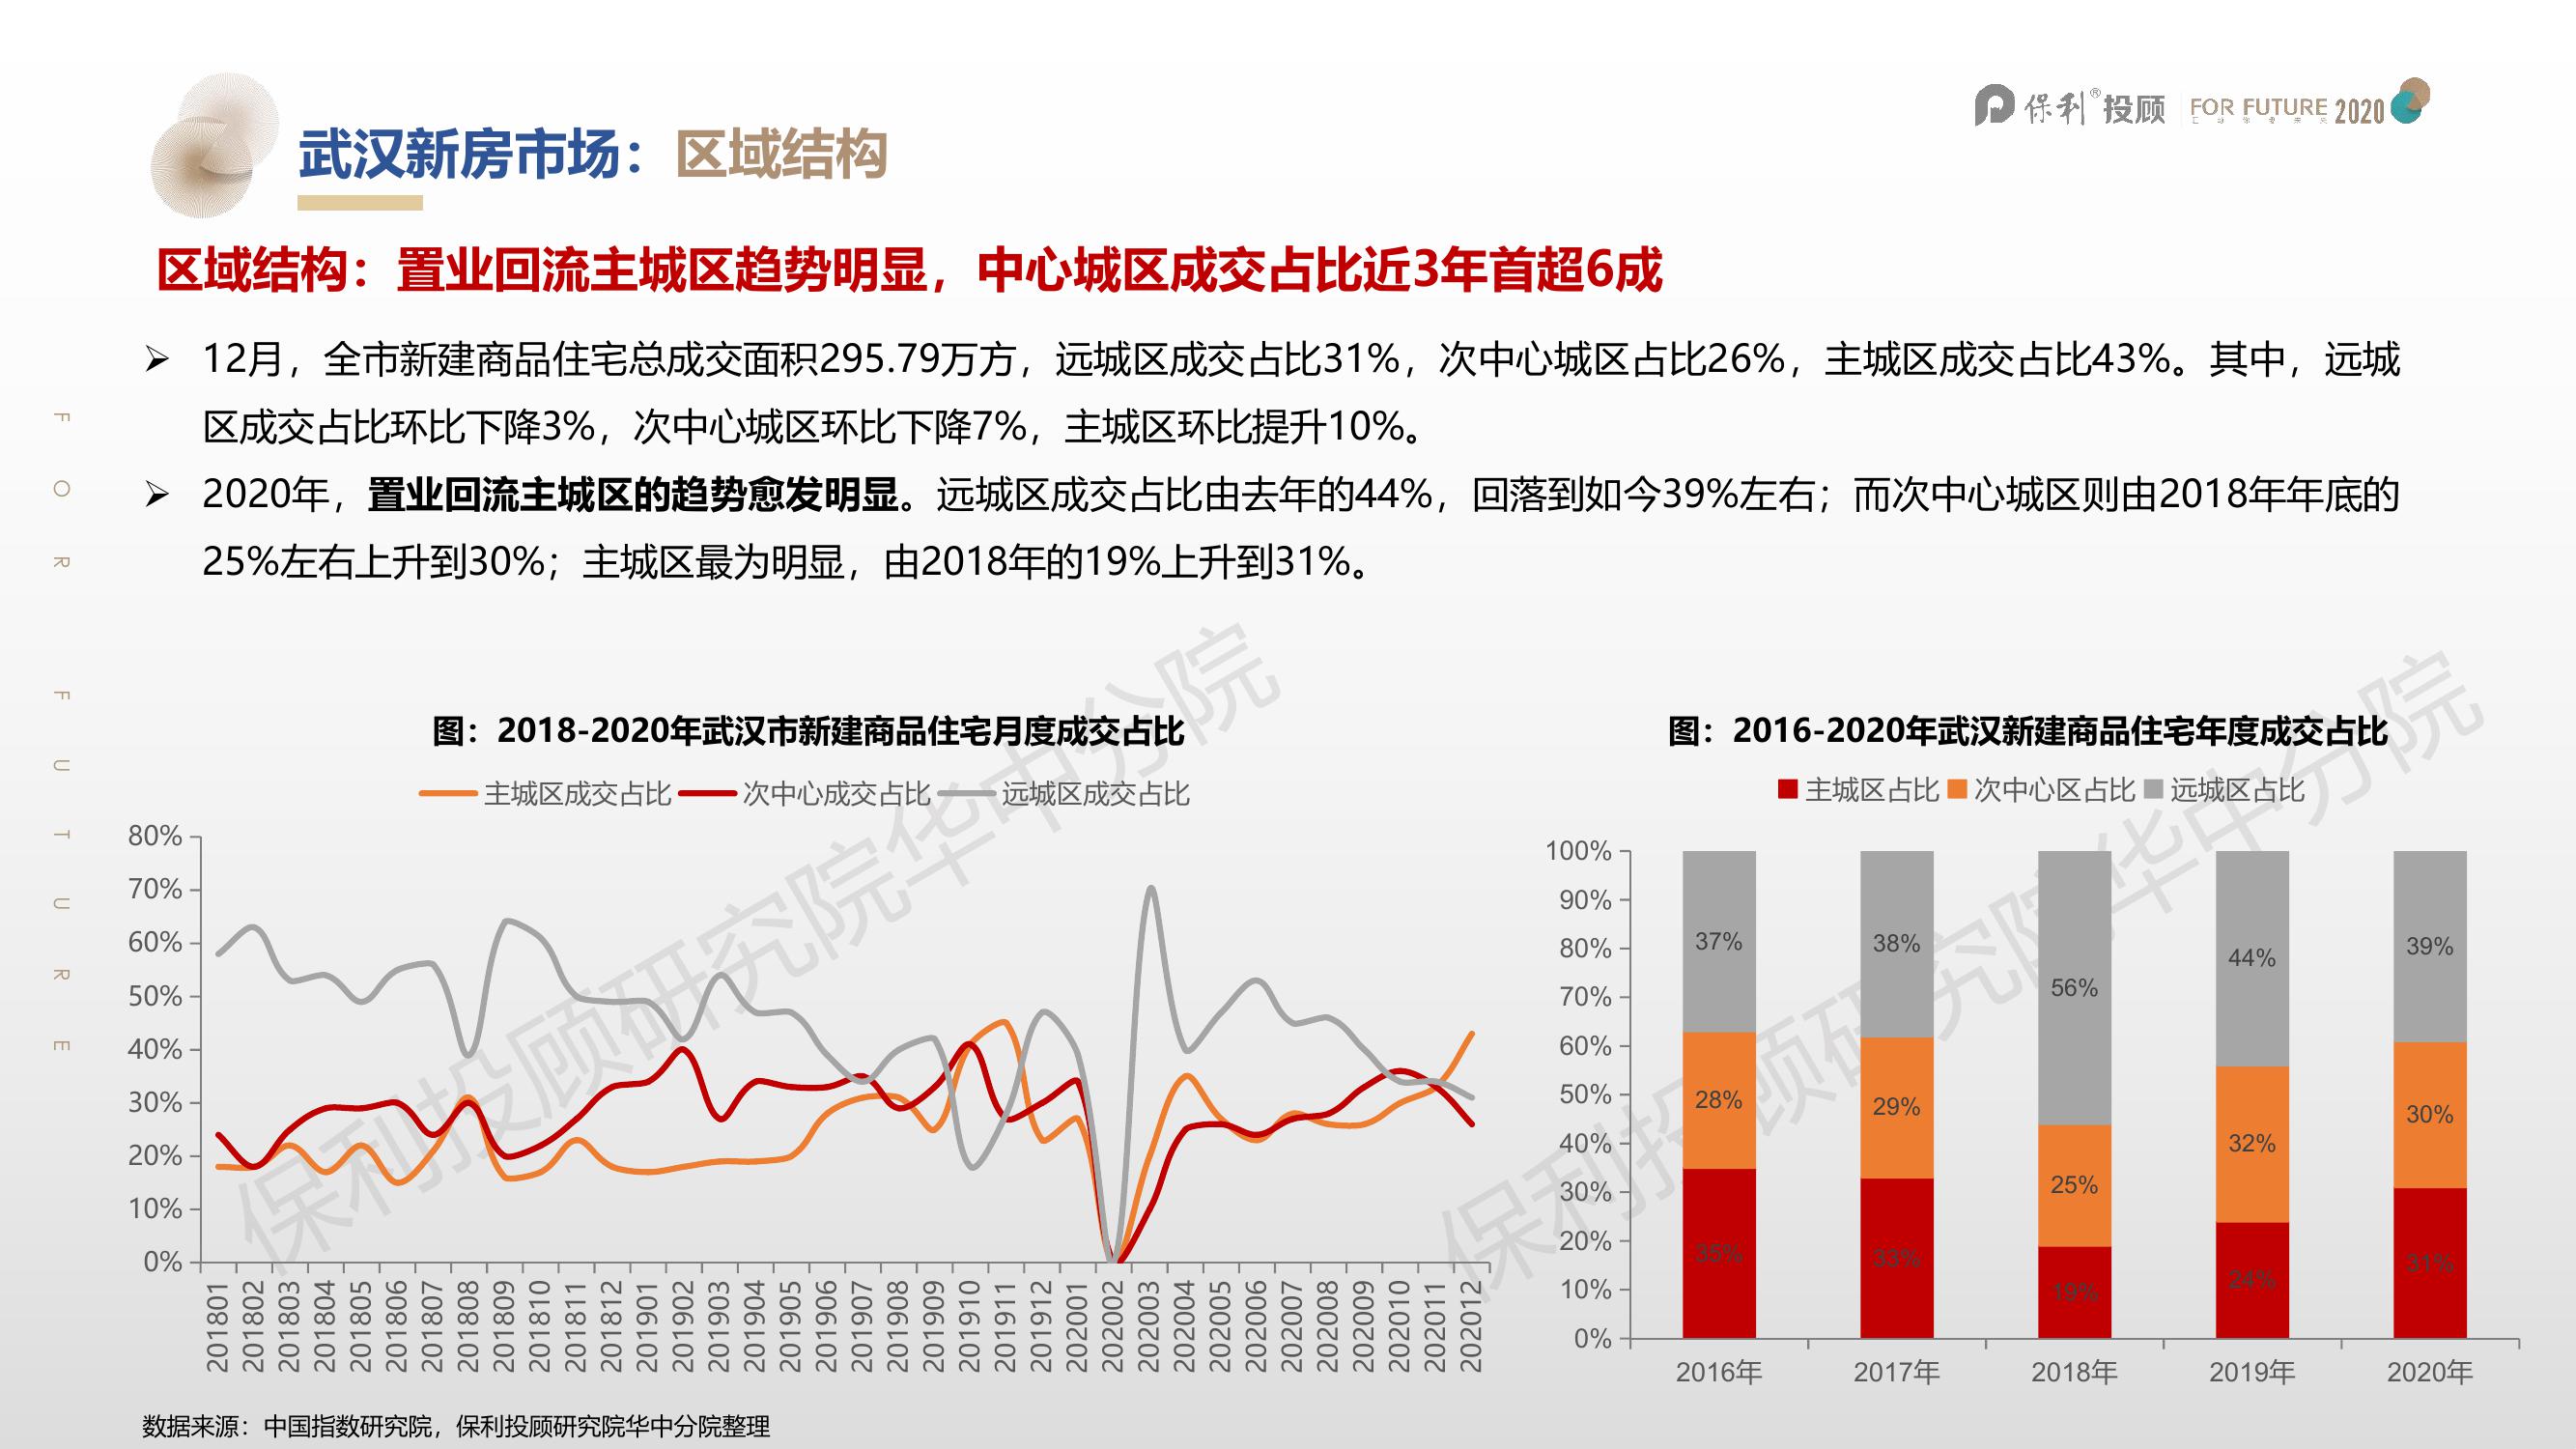 保利®投顾 FOR FUTURE 2020
武汉新房市场：区域结构
区域结构：置业回流主城区趋势明显，中心城区成交占比近3年首超6成
➢ 12月，全市新建商品住宅总成交面积295.79万方，远城区成交占比31%，次中心城区占比26%，主城区成交占比43%。其中，远城
区成交占比环比下降3%，次中心城区环比下降7%，主城区环比提升10%。
➢ 2020年，置业回流主城区的趋势愈发明显。远城区成交占比由去年的44%，回落到如今39%左右；而次中心城区则由2018年年底的
25%左右上升到30%；主城区最为明显，由2018年的19%上升到31%。
FOR FUTURE
图：2018-2020年武汉市新建商品住宅月度成交占比
主城区成交占比 次中心成交占比 远城区成交占比
80%
70%
60%
50%
40%
30%
20%
10%
0%
201801 201802 201803 201804 201805 201806 201807 201808 201809 201810 201811 201812 201901 201902 201903 201904 201905 201906 201907 201908 201909 201910 201911 201912 202001 202002 202003 202004 202005 202006 202007 202008 202009 202010 202011 202012
保利投顾研究院华中分院
图：2016-2020年武汉新建商品住宅年度成交占比
主城区占比 次中心区占比 远城区占比
100%
90%
80%
70%
60%
50%
40%
30%
20%
10%
0%
37% 38% 56% 44% 39%
28% 29% 25% 32% 30%
35% 33% 19% 24% 31%
2016年 2017年 2018年 2019年 2020年
保利投顾研究院华中分院
数据来源：中国指数研究院，保利投顾研究院华中分院整理